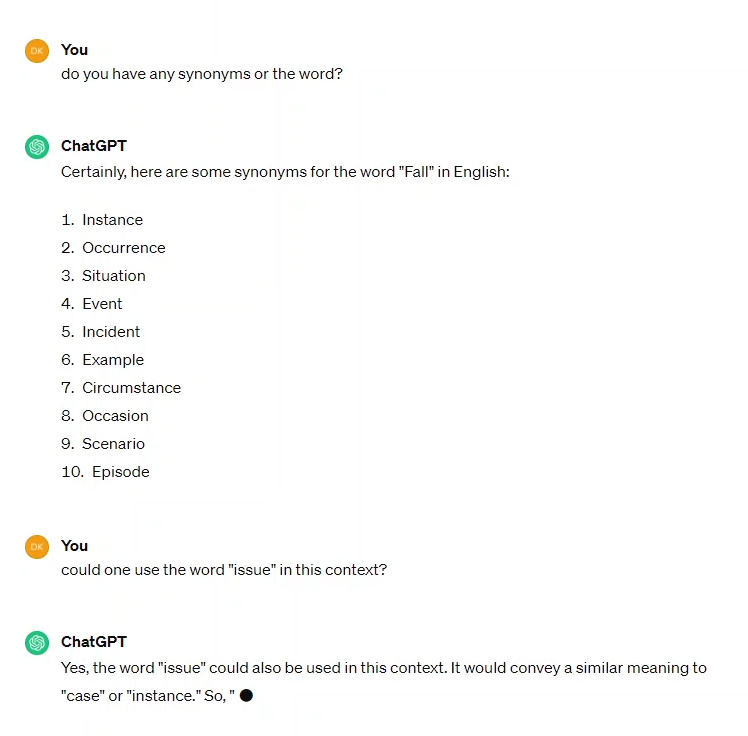 DK
You
do you have any synonyms or the word?
ChatGPT
Certainly, here are some synonyms for the word "Fall" in English:
1. Instance
2. Occurrence
3. Situation
4. Event
5. Incident
6. Example
7. Circumstance
8. Occasion
9. Scenario
10. Episode
DK
You
could one use the word "issue" in this context?
ChatGPT
Yes, the word "issue" could also be used in this context. It would convey a similar meaning to
"case" or "instance." So, "